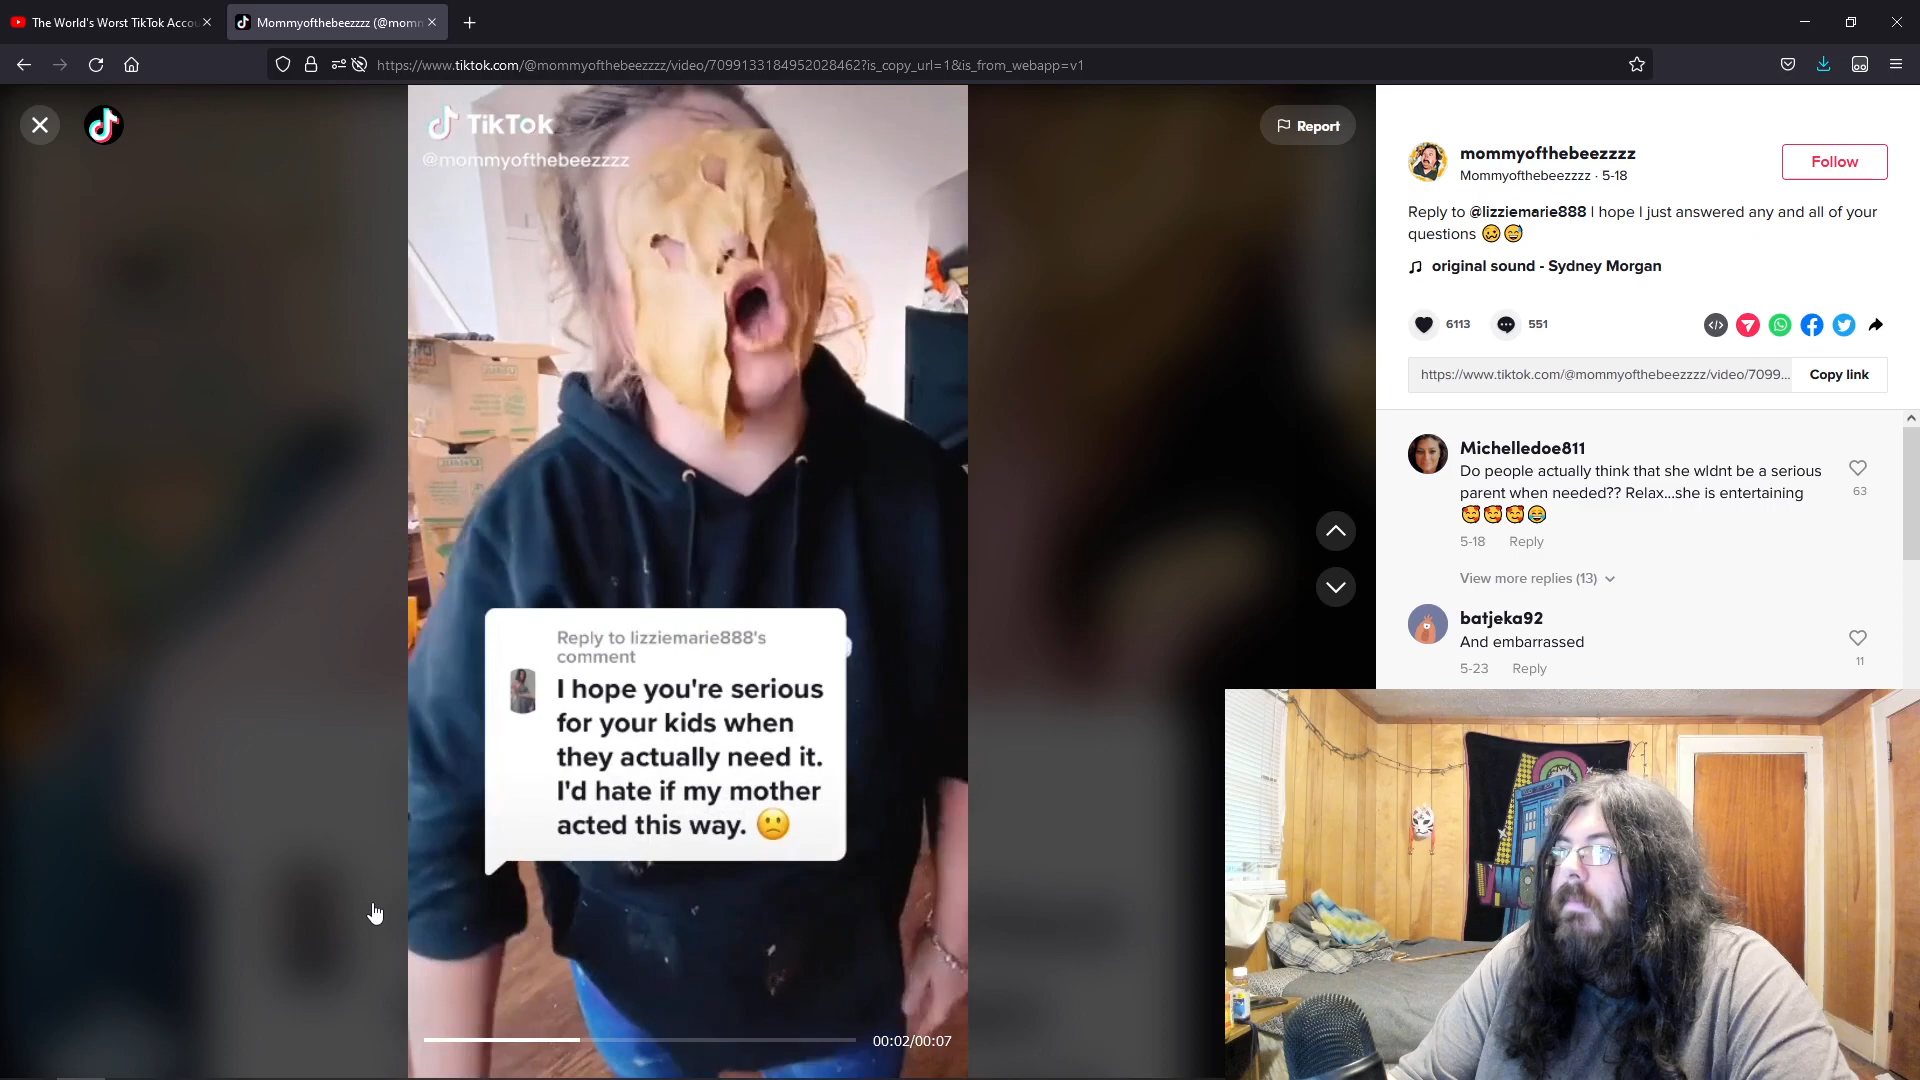 The World's Worst TikTok Accou
Mommyofthebeezzzz (@momm
https://www.tiktok.com/@mommyofthebeezzzz/video/7099133184952028462?is_copy_url=1&is_from_webapp=v1
TikTok
@mommyofthebeezzzz
Report
Reply to lizziemarie888's
comment
I hope you're serious
for your kids when
they actually need it.
I'd hate if my mother
acted this way. 🙁
00:02/00:07
mommyofthebeezzzz
Mommyofthebeezzzz · 5-18
Follow
Reply to @lizziemarie888 I hope I just answered any and all of your
questions 🥴😅
original sound - Sydney Morgan
6113
551
https://www.tiktok.com/@mommyofthebeezzzz/video/7099...
Copy link
Michelledoe811
Do people actually think that she wldnt be a serious
parent when needed?? Relax...she is entertaining
🥰🥰🥰😂
63
5-18 Reply
View more replies (13)
batjeka92
And embarrassed
11
5-23 Reply